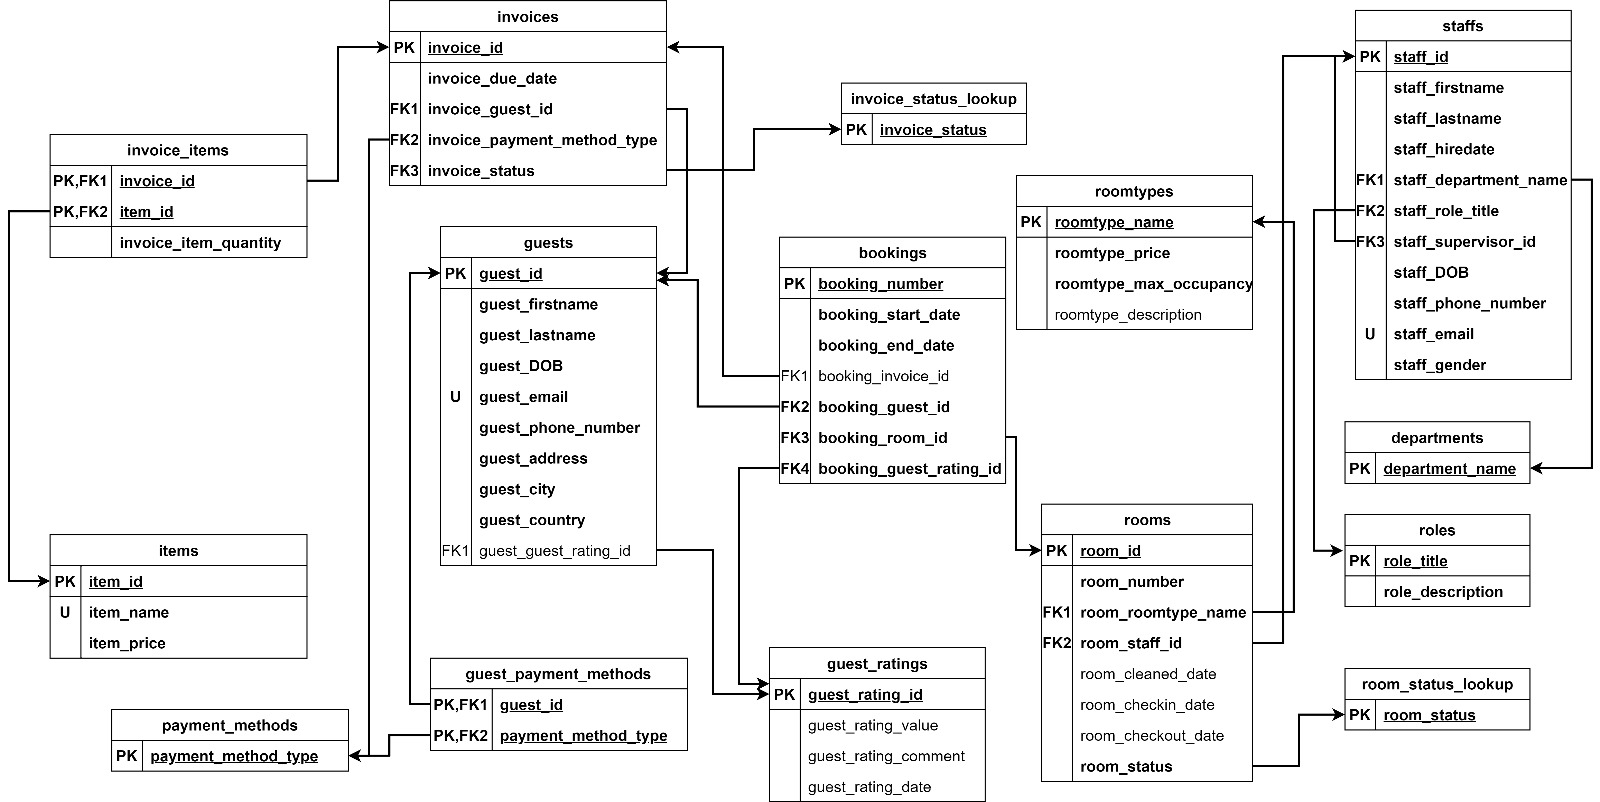 invoices
PK invoice_id
invoice_due_date
FK1 invoice_guest_id
FK2 invoice_payment_method_type
FK3 invoice_status
staffs
PK staff_id
staff_firstname
staff_lastname
staff_hiredate
FK1 staff_department_name
FK2 staff_role_title
FK3 staff_supervisor_id
staff_DOB
staff_phone_number
U staff_email
staff_gender
invoice_status_lookup
PK invoice_status
invoice_items
PK,FK1 invoice_id
PK,FK2 item_id
invoice_item_quantity
roomtypes
PK roomtype_name
roomtype_price
roomtype_max_occupancy
roomtype_description
guests
PK guest_id
guest_firstname
guest_lastname
guest_DOB
U guest_email
guest_phone_number
guest_address
guest_city
guest_country
FK1 guest_guest_rating_id
bookings
PK booking_number
booking_start_date
booking_end_date
FK1 booking_invoice_id
FK2 booking_guest_id
FK3 booking_room_id
FK4 booking_guest_rating_id
departments
PK department_name
rooms
PK room_id
room_number
FK1 room_roomtype_name
FK2 room_staff_id
room_cleaned_date
room_checkin_date
room_checkout_date
room_status
roles
PK role_title
role_description
items
PK item_id
U item_name
item_price
guest_payment_methods
PK,FK1 guest_id
PK,FK2 payment_method_type
guest_ratings
PK guest_rating_id
guest_rating_value
guest_rating_comment
guest_rating_date
room_status_lookup
PK room_status
payment_methods
PK payment_method_type